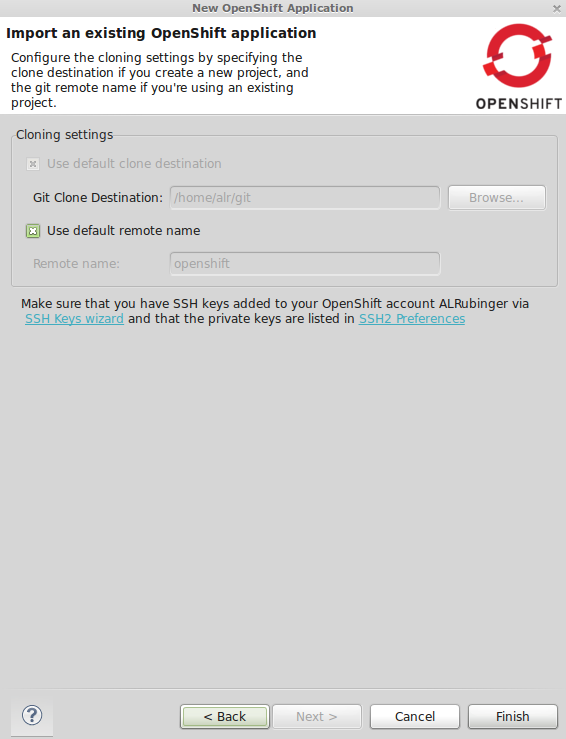 New OpenShift Application
Import an existing OpenShift application
Configure the cloning settings by specifying the
clone destination if you create a new project, and
the git remote name if you're using an existing
project.
OPENSHIFT
Cloning settings
Use default clone destination
Git Clone Destination: /home/alr/git Browse...
Use default remote name
Remote name: openshift
Make sure that you have SSH keys added to your OpenShift account ALRubinger via
SSH Keys wizard and that the private keys are listed in SSH2 Preferences
? < Back Next > Cancel Finish